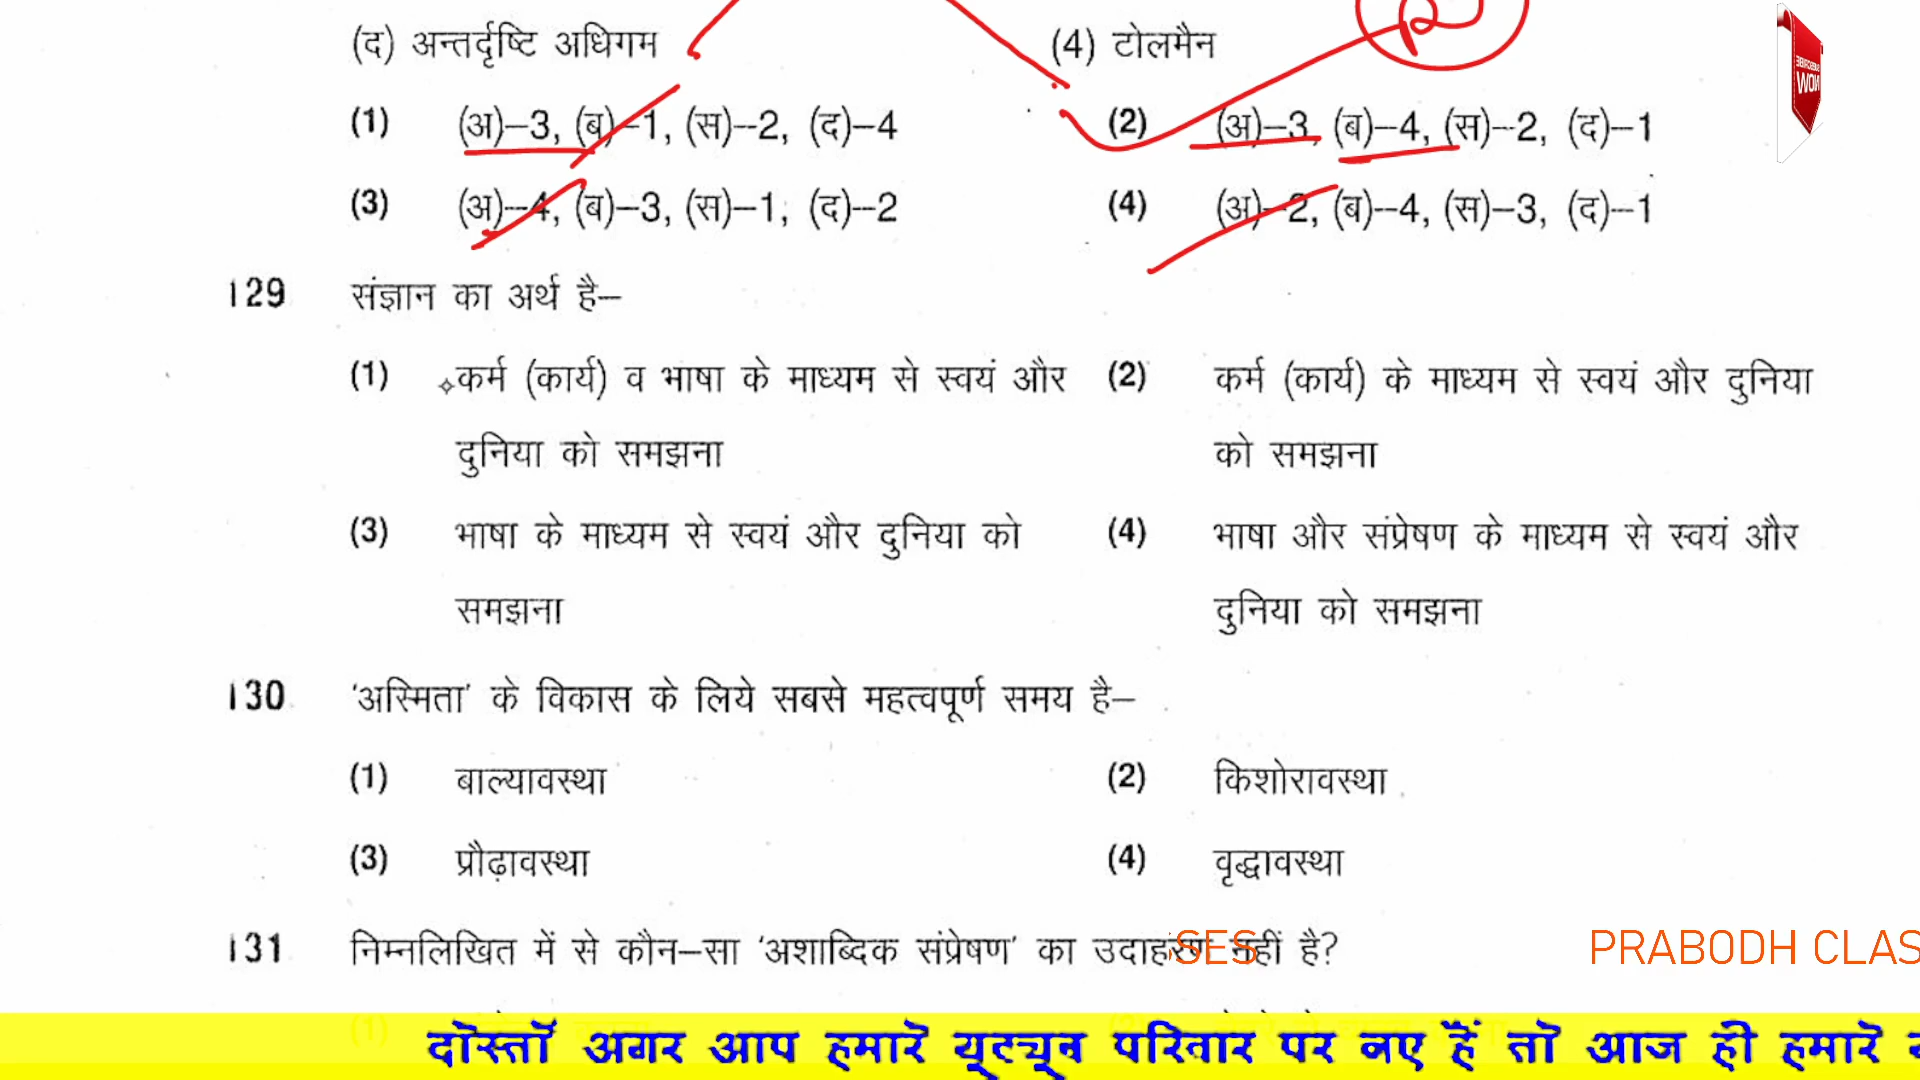 (द) अन्तर्दृष्टि अधिगम (4) टोलमैन
(1) (अ)–3, (ब)–1, (स)–2, (द)–4 (2) (अ)–3, (ब)–4, (स)–2, (द)–1
(3) (अ)–4, (ब)–3, (स)–1, (द)–2 (4) (अ)–2, (ब)–4, (स)–3, (द)–1
129 संज्ञान का अर्थ है–
(1) कर्म (कार्य) व भाषा के माध्यम से स्वयं और
दुनिया को समझना
(2) कर्म (कार्य) के माध्यम से स्वयं और दुनिया
को समझना
(3) भाषा के माध्यम से स्वयं और दुनिया को
समझना
(4) भाषा और संप्रेषण के माध्यम से स्वयं और
दुनिया को समझना
130 'अस्मिता' के विकास के लिये सबसे महत्वपूर्ण समय है–
(1) बाल्यावस्था (2) किशोरावस्था
(3) प्रौढ़ावस्था (4) वृद्धावस्था
131 निम्नलिखित में से कौन–सा 'अशाब्दिक संप्रेषण' का उदाहरण नहीं है?
SES PRABODH CLAS
दोस्तों अगर आप हमारे यूट्यूब परिवार पर नए हैं तो आज ही हमारे